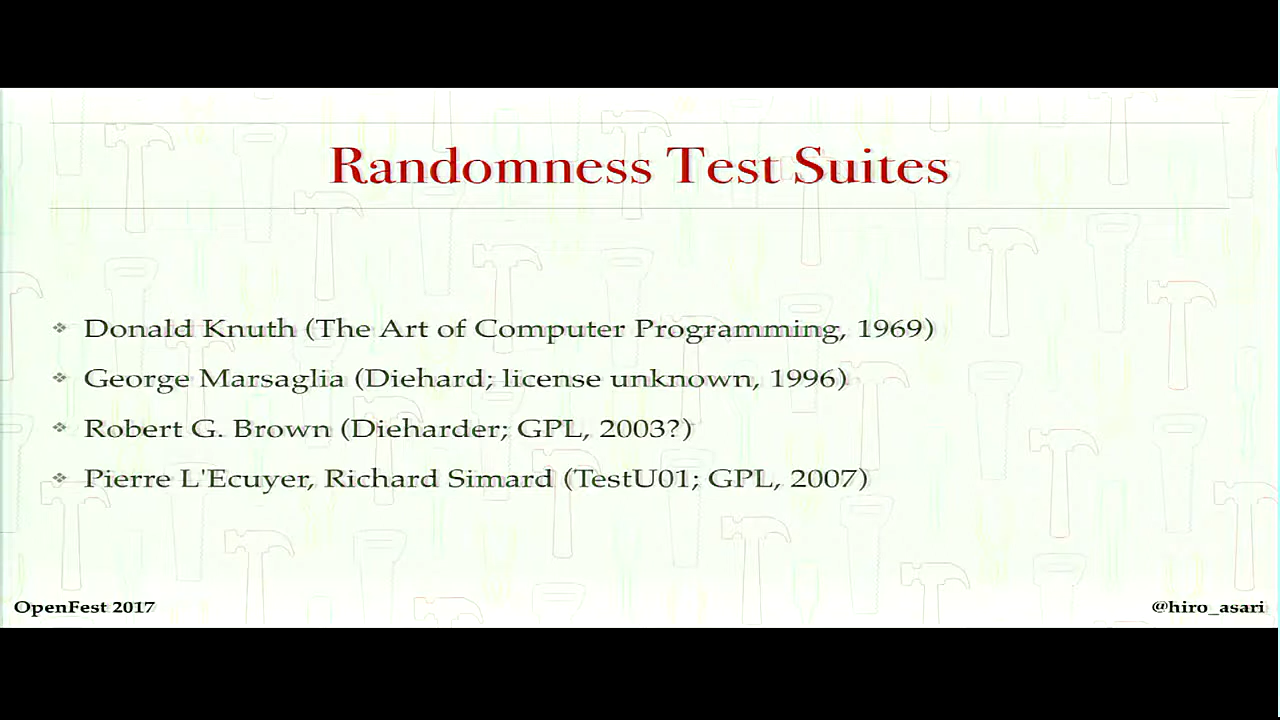 Randomness Test Suites
❖ Donald Knuth (The Art of Computer Programming, 1969)
❖ George Marsaglia (Diehard; license unknown, 1996)
❖ Robert G. Brown (Dieharder; GPL, 2003?)
❖ Pierre L'Ecuyer, Richard Simard (TestU01; GPL, 2007)
OpenFest 2017
@hiro_asari